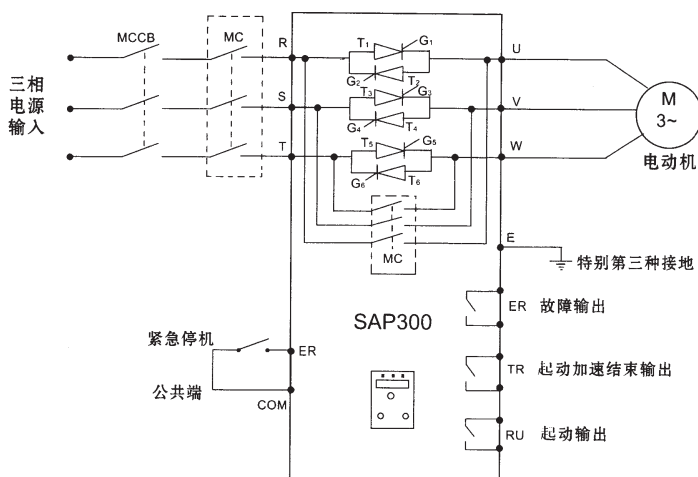 MCCB
MC
R
T1
G1
U
G2
T2
三相
电源
输入
S
T3
G3
V
G4
T4
M
3~
电动机
T
T5
G5
W
G6
T6
MC
E
特别第三种接地
SAP300
ER
故障输出
紧急停机
ER
TR
起动加速结束输出
公共端
COM
RU
起动输出